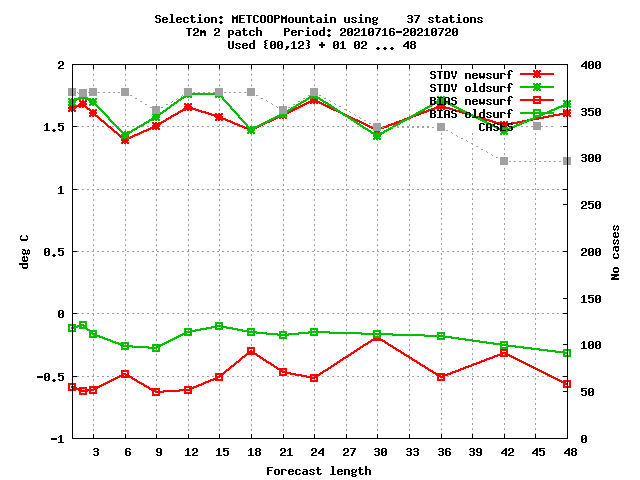 Selection: METCOOPMountain using    37 stations
T2m 2 patch   Period: 20210716-20210720
Used {00,12} + 01 02 ... 48
STDV newsurf
STDV oldsurf
BIAS newsurf
BIAS oldsurf
CASES
deg C
2
1.5
1
0.5
0
-0.5
-1
No cases
400
350
300
250
200
150
100
50
0
3 6 9 12 15 18 21 24 27 30 33 36 39 42 45 48
Forecast length